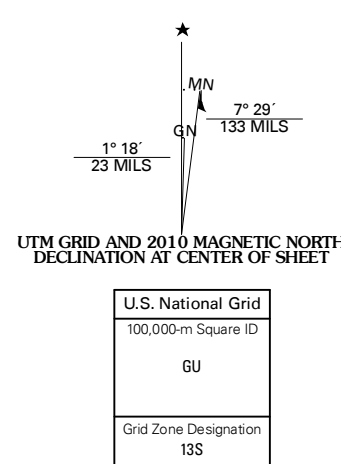 MN
7° 29´
133 MILS
GN
1° 18´
23 MILS
UTM GRID AND 2010 MAGNETIC NORTH
DECLINATION AT CENTER OF SHEET
U.S. National Grid
100,000-m Square ID
GU
Grid Zone Designation
13S